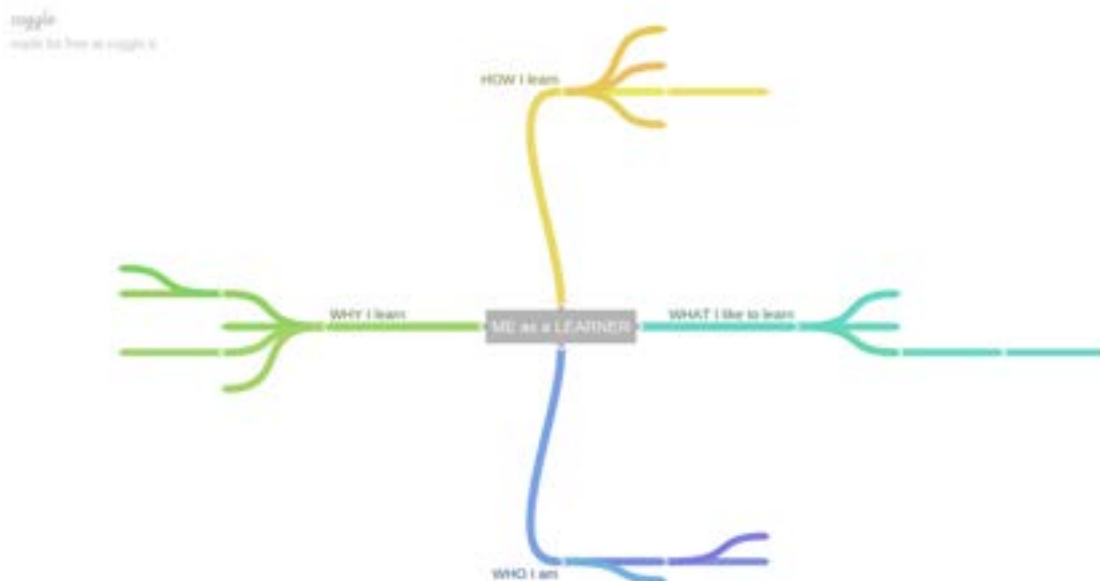 coggle
made for free at coggle.it
HOW I learn
WHY I learn
ME as a LEARNER
WHAT I like to learn
WHO I am